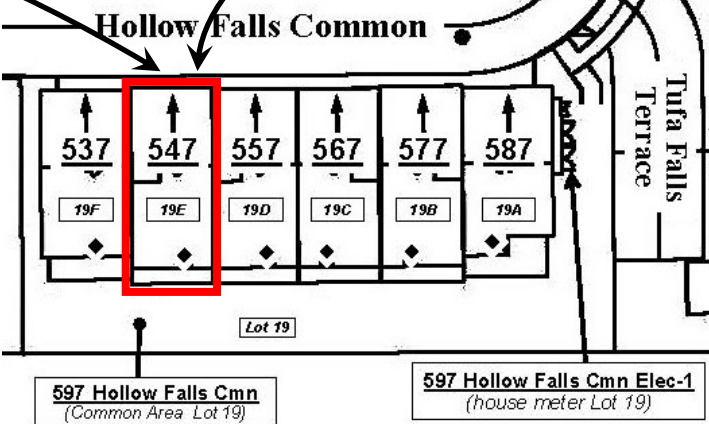 Hollow Falls Common
Tufa Falls
Terrace
537 547 557 567 577 587
19F 19E 19D 19C 19B 19A
Lot 19
597 Hollow Falls Cmn
(Common Area Lot 19)
597 Hollow Falls Cmn Elec-1
(house meter Lot 19)